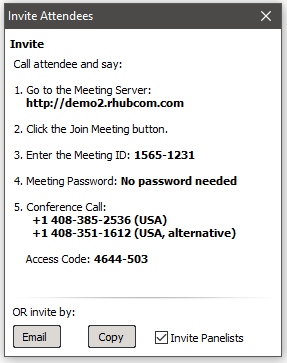 Invite Attendees
Invite
Call attendee and say:
1. Go to the Meeting Server:
http://demo2.rhubcom.com
2. Click the Join Meeting button.
3. Enter the Meeting ID: 1565-1231
4. Meeting Password: No password needed
5. Conference Call:
+1 408-385-2536 (USA)
+1 408-351-1612 (USA, alternative)
Access Code: 4644-503
OR invite by:
Email Copy Invite Panelists